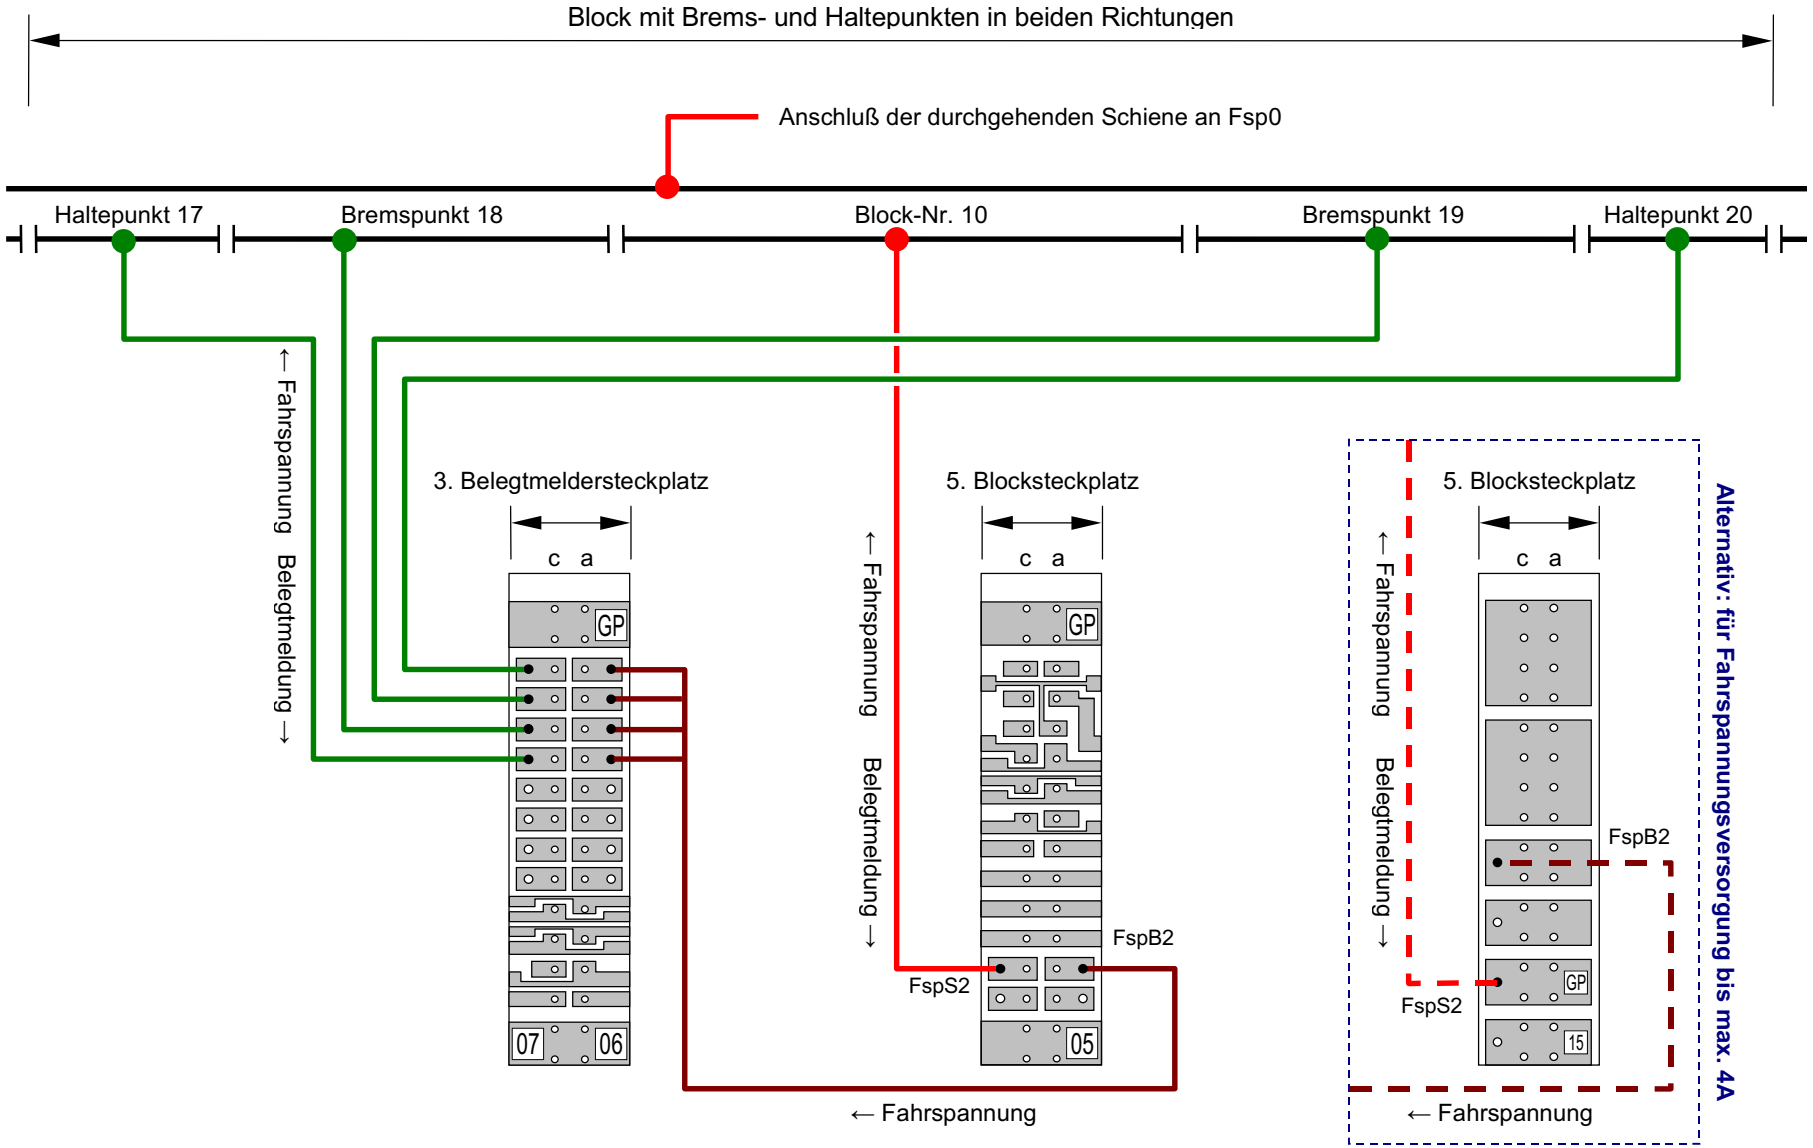 Block mit Brems- und Haltepunkten in beiden Richtungen
Anschluß der durchgehenden Schiene an Fsp0
Haltepunkt 17
Bremspunkt 18
Block-Nr. 10
Bremspunkt 19
Haltepunkt 20
← Fahrspannung Belegtmeldung →
3. Belegtmeldersteckplatz
c a
GP
07 06
← Fahrspannung Belegtmeldung →
5. Blocksteckplatz
c a
GP
FspB2
FspS2
05
← Fahrspannung
← Fahrspannung Belegtmeldung →
5. Blocksteckplatz
c a
FspB2
GP
FspS2
15
← Fahrspannung
Alternativ: für Fahrspannungsversorgung bis max. 4A